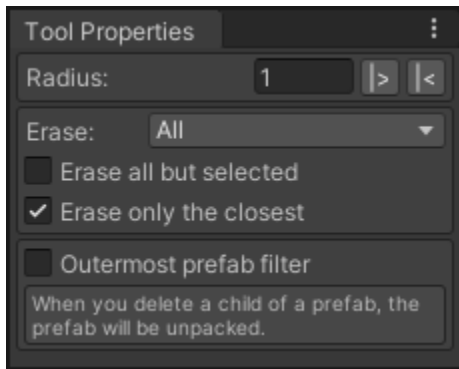 Tool Properties
Radius: 1 |> |<
Erase: All
Erase all but selected
Erase only the closest
Outermost prefab filter
When you delete a child of a prefab, the
prefab will be unpacked.